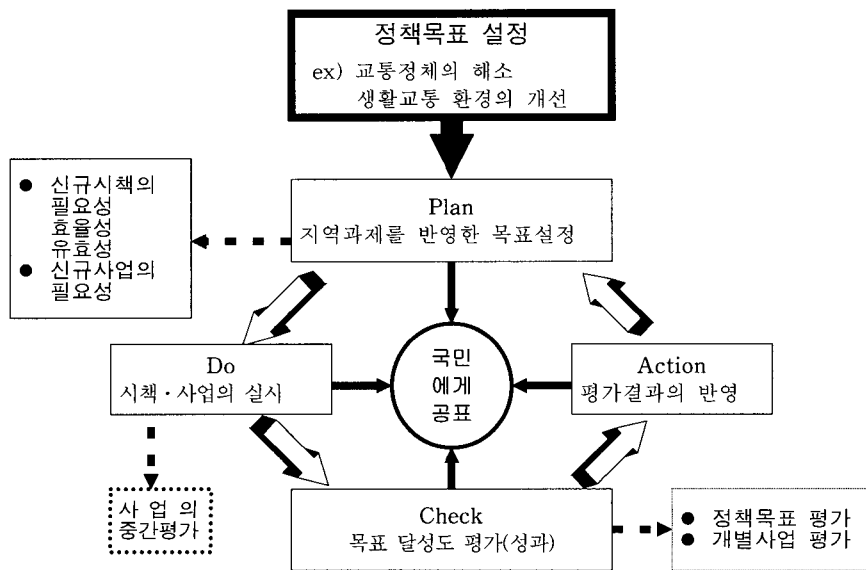 정책목표 설정
ex) 교통정체의 해소
생활교통 환경의 개선
● 신규시책의
필요성
효율성
유효성
● 신규사업의
필요성
Plan
지역과제를 반영한 목표설정
Do
시책·사업의 실시
국민
에게
공표
Action
평가결과의 반영
사 업 의
중간평가
Check
목표 달성도 평가(성과)
● 정책목표 평가
● 개별사업 평가